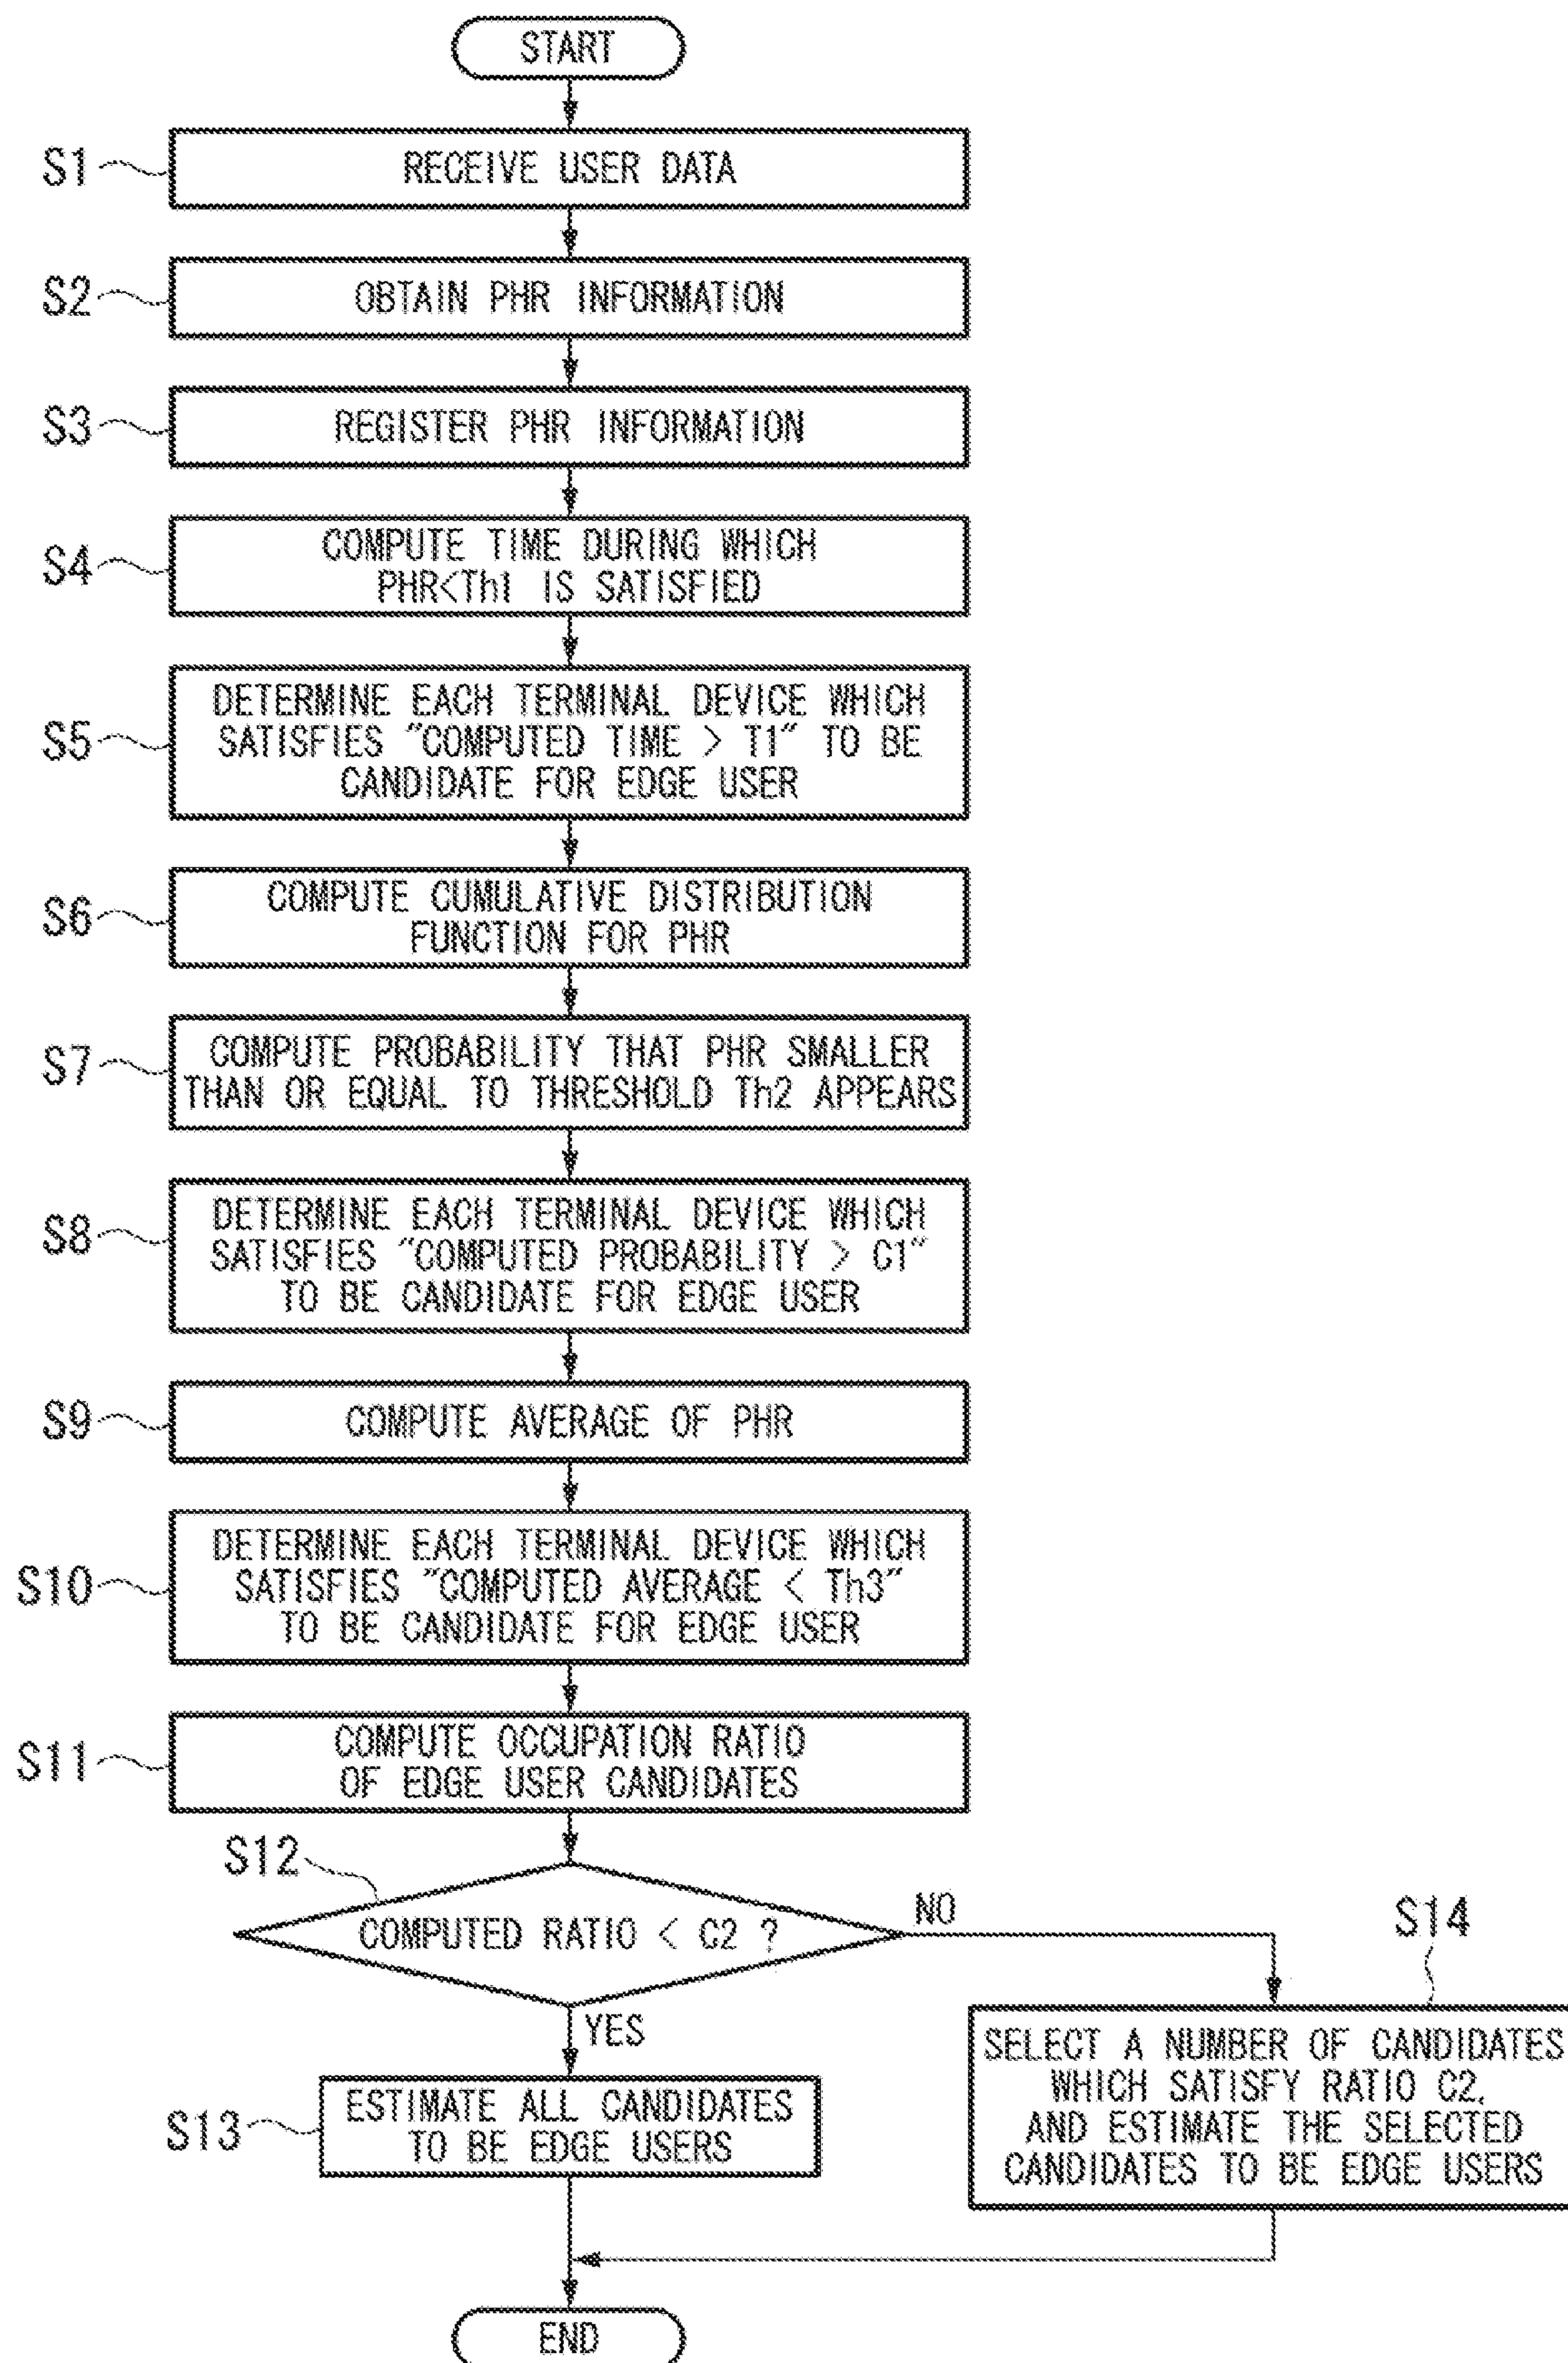 START
S1
RECEIVE USER DATA
S2
OBTAIN PHR INFORMATION
S3
REGISTER PHR INFORMATION
S4
COMPUTE TIME DURING WHICH
PHR<Th1 IS SATISFIED
S5
DETERMINE EACH TERMINAL DEVICE WHICH
SATISFIES "COMPUTED TIME > T1" TO BE
CANDIDATE FOR EDGE USER
S6
COMPUTE CUMULATIVE DISTRIBUTION
FUNCTION FOR PHR
S7
COMPUTE PROBABILITY THAT PHR SMALLER
THAN OR EQUAL TO THRESHOLD Th2 APPEARS
S8
DETERMINE EACH TERMINAL DEVICE WHICH
SATISFIES "COMPUTED PROBABILITY > C1"
TO BE CANDIDATE FOR EDGE USER
S9
COMPUTE AVERAGE OF PHR
S10
DETERMINE EACH TERMINAL DEVICE WHICH
SATISFIES "COMPUTED AVERAGE < Th3"
TO BE CANDIDATE FOR EDGE USER
S11
COMPUTE OCCUPATION RATIO
OF EDGE USER CANDIDATES
S12
COMPUTED RATIO < C2 ?
NO
YES
S13
ESTIMATE ALL CANDIDATES
TO BE EDGE USERS
S14
SELECT A NUMBER OF CANDIDATES
WHICH SATISFY RATIO C2,
AND ESTIMATE THE SELECTED
CANDIDATES TO BE EDGE USERS
END